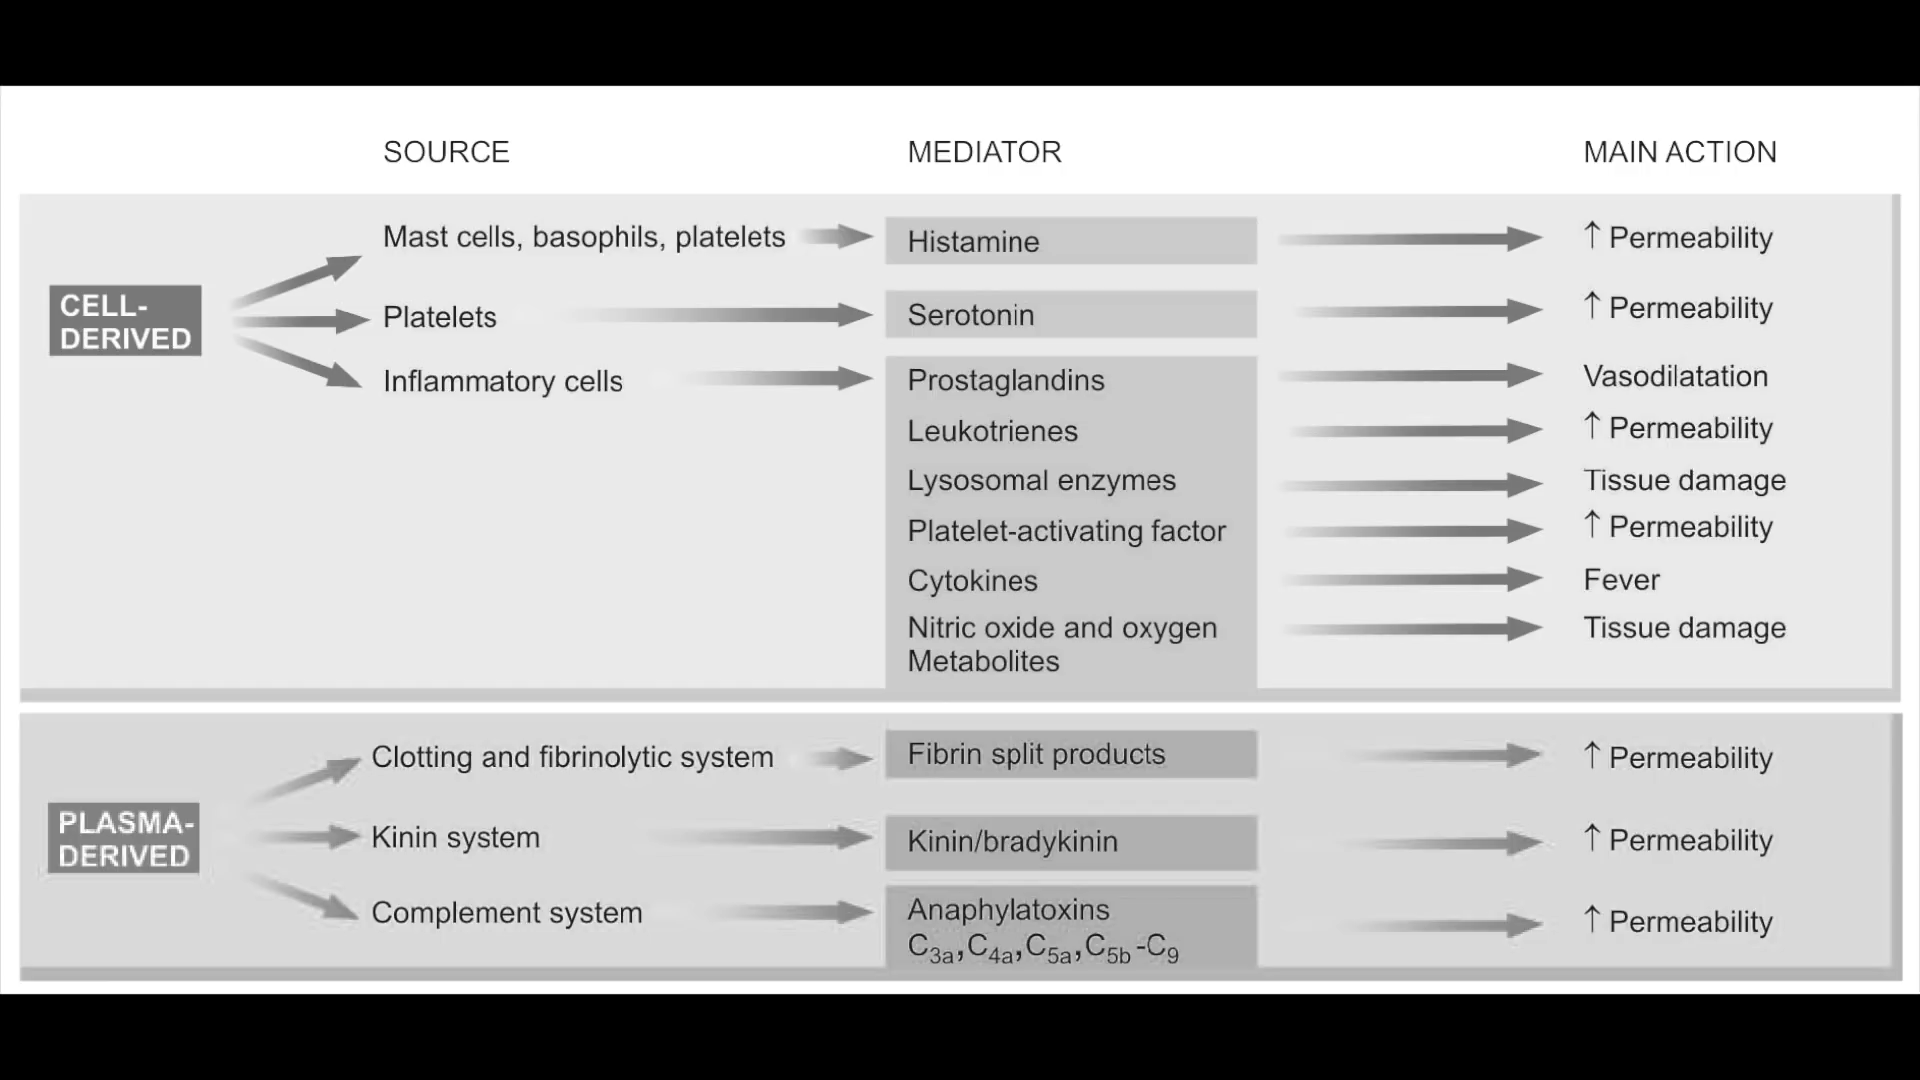 SOURCE MEDIATOR MAIN ACTION
CELL-
DERIVED
Mast cells, basophils, platelets Histamine ↑ Permeability
Platelets Serotonin ↑ Permeability
Inflammatory cells Prostaglandins Vasodilatation
Leukotrienes ↑ Permeability
Lysosomal enzymes Tissue damage
Platelet-activating factor ↑ Permeability
Cytokines Fever
Nitric oxide and oxygen Tissue damage
Metabolites
PLASMA-
DERIVED
Clotting and fibrinolytic system Fibrin split products ↑ Permeability
Kinin system Kinin/bradykinin ↑ Permeability
Complement system Anaphylatoxins ↑ Permeability
C3a,C4a,C5a,C5b-C9